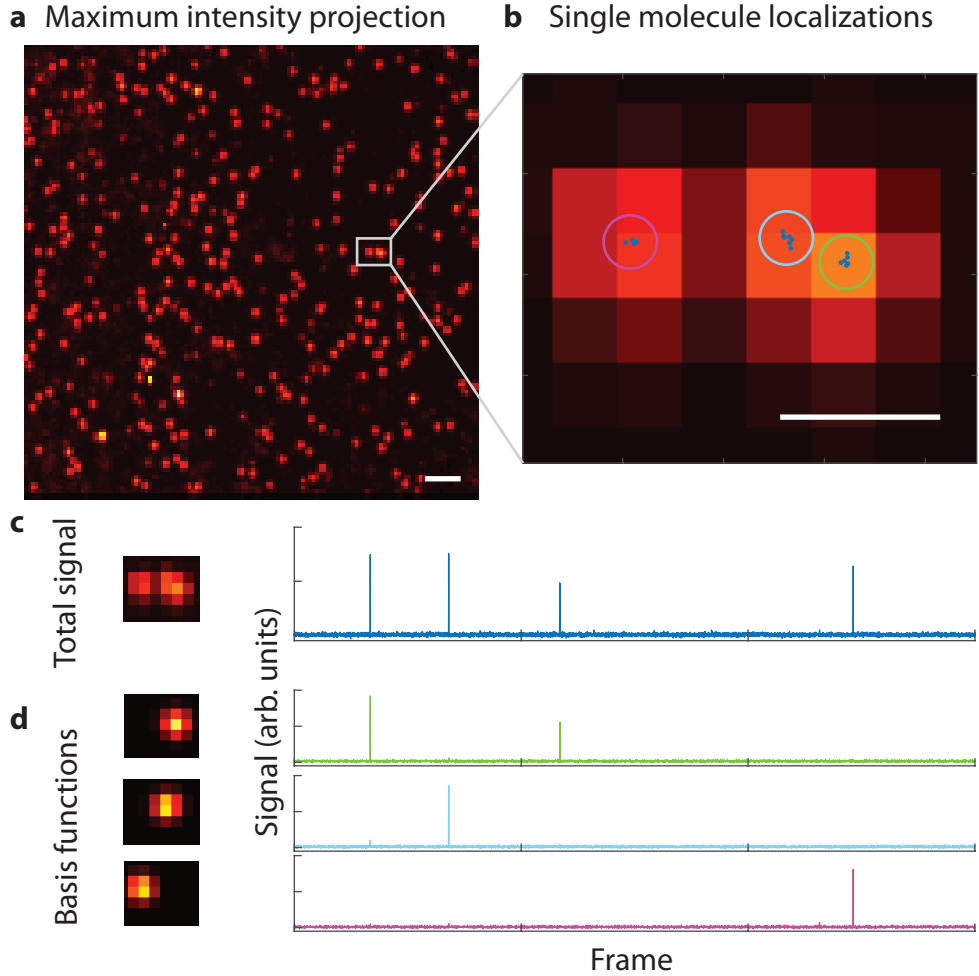 a Maximum intensity projection
b Single molecule localizations
c
Total signal
d
Basis functions
Signal (arb. units)
Frame